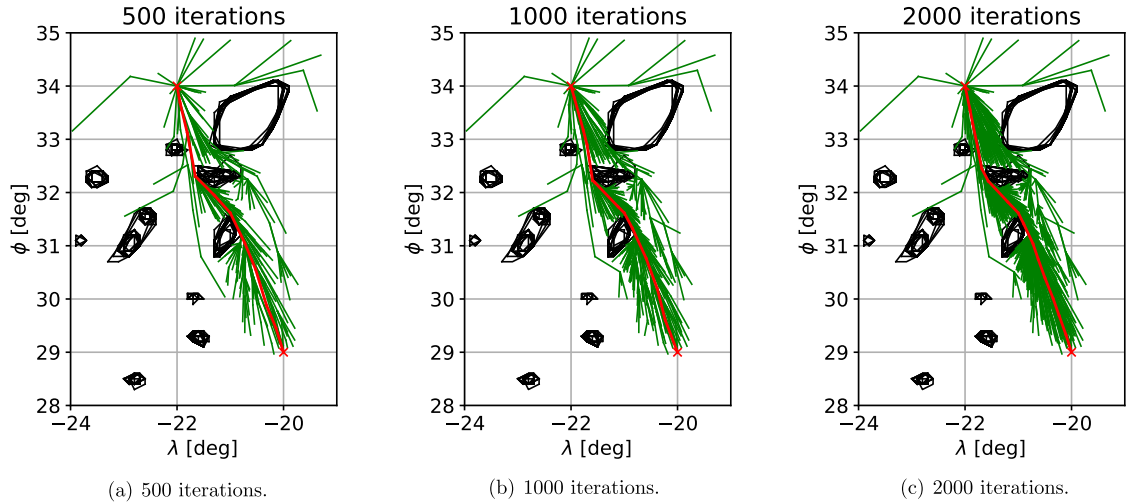 500 iterations
35
34
33
32
31
30
29
28
ϕ [deg]
−24
−22
−20
λ [deg]
(a) 500 iterations.
1000 iterations
35
34
33
32
31
30
29
28
ϕ [deg]
−24
−22
−20
λ [deg]
(b) 1000 iterations.
2000 iterations
35
34
33
32
31
30
29
28
ϕ [deg]
−24
−22
−20
λ [deg]
(c) 2000 iterations.